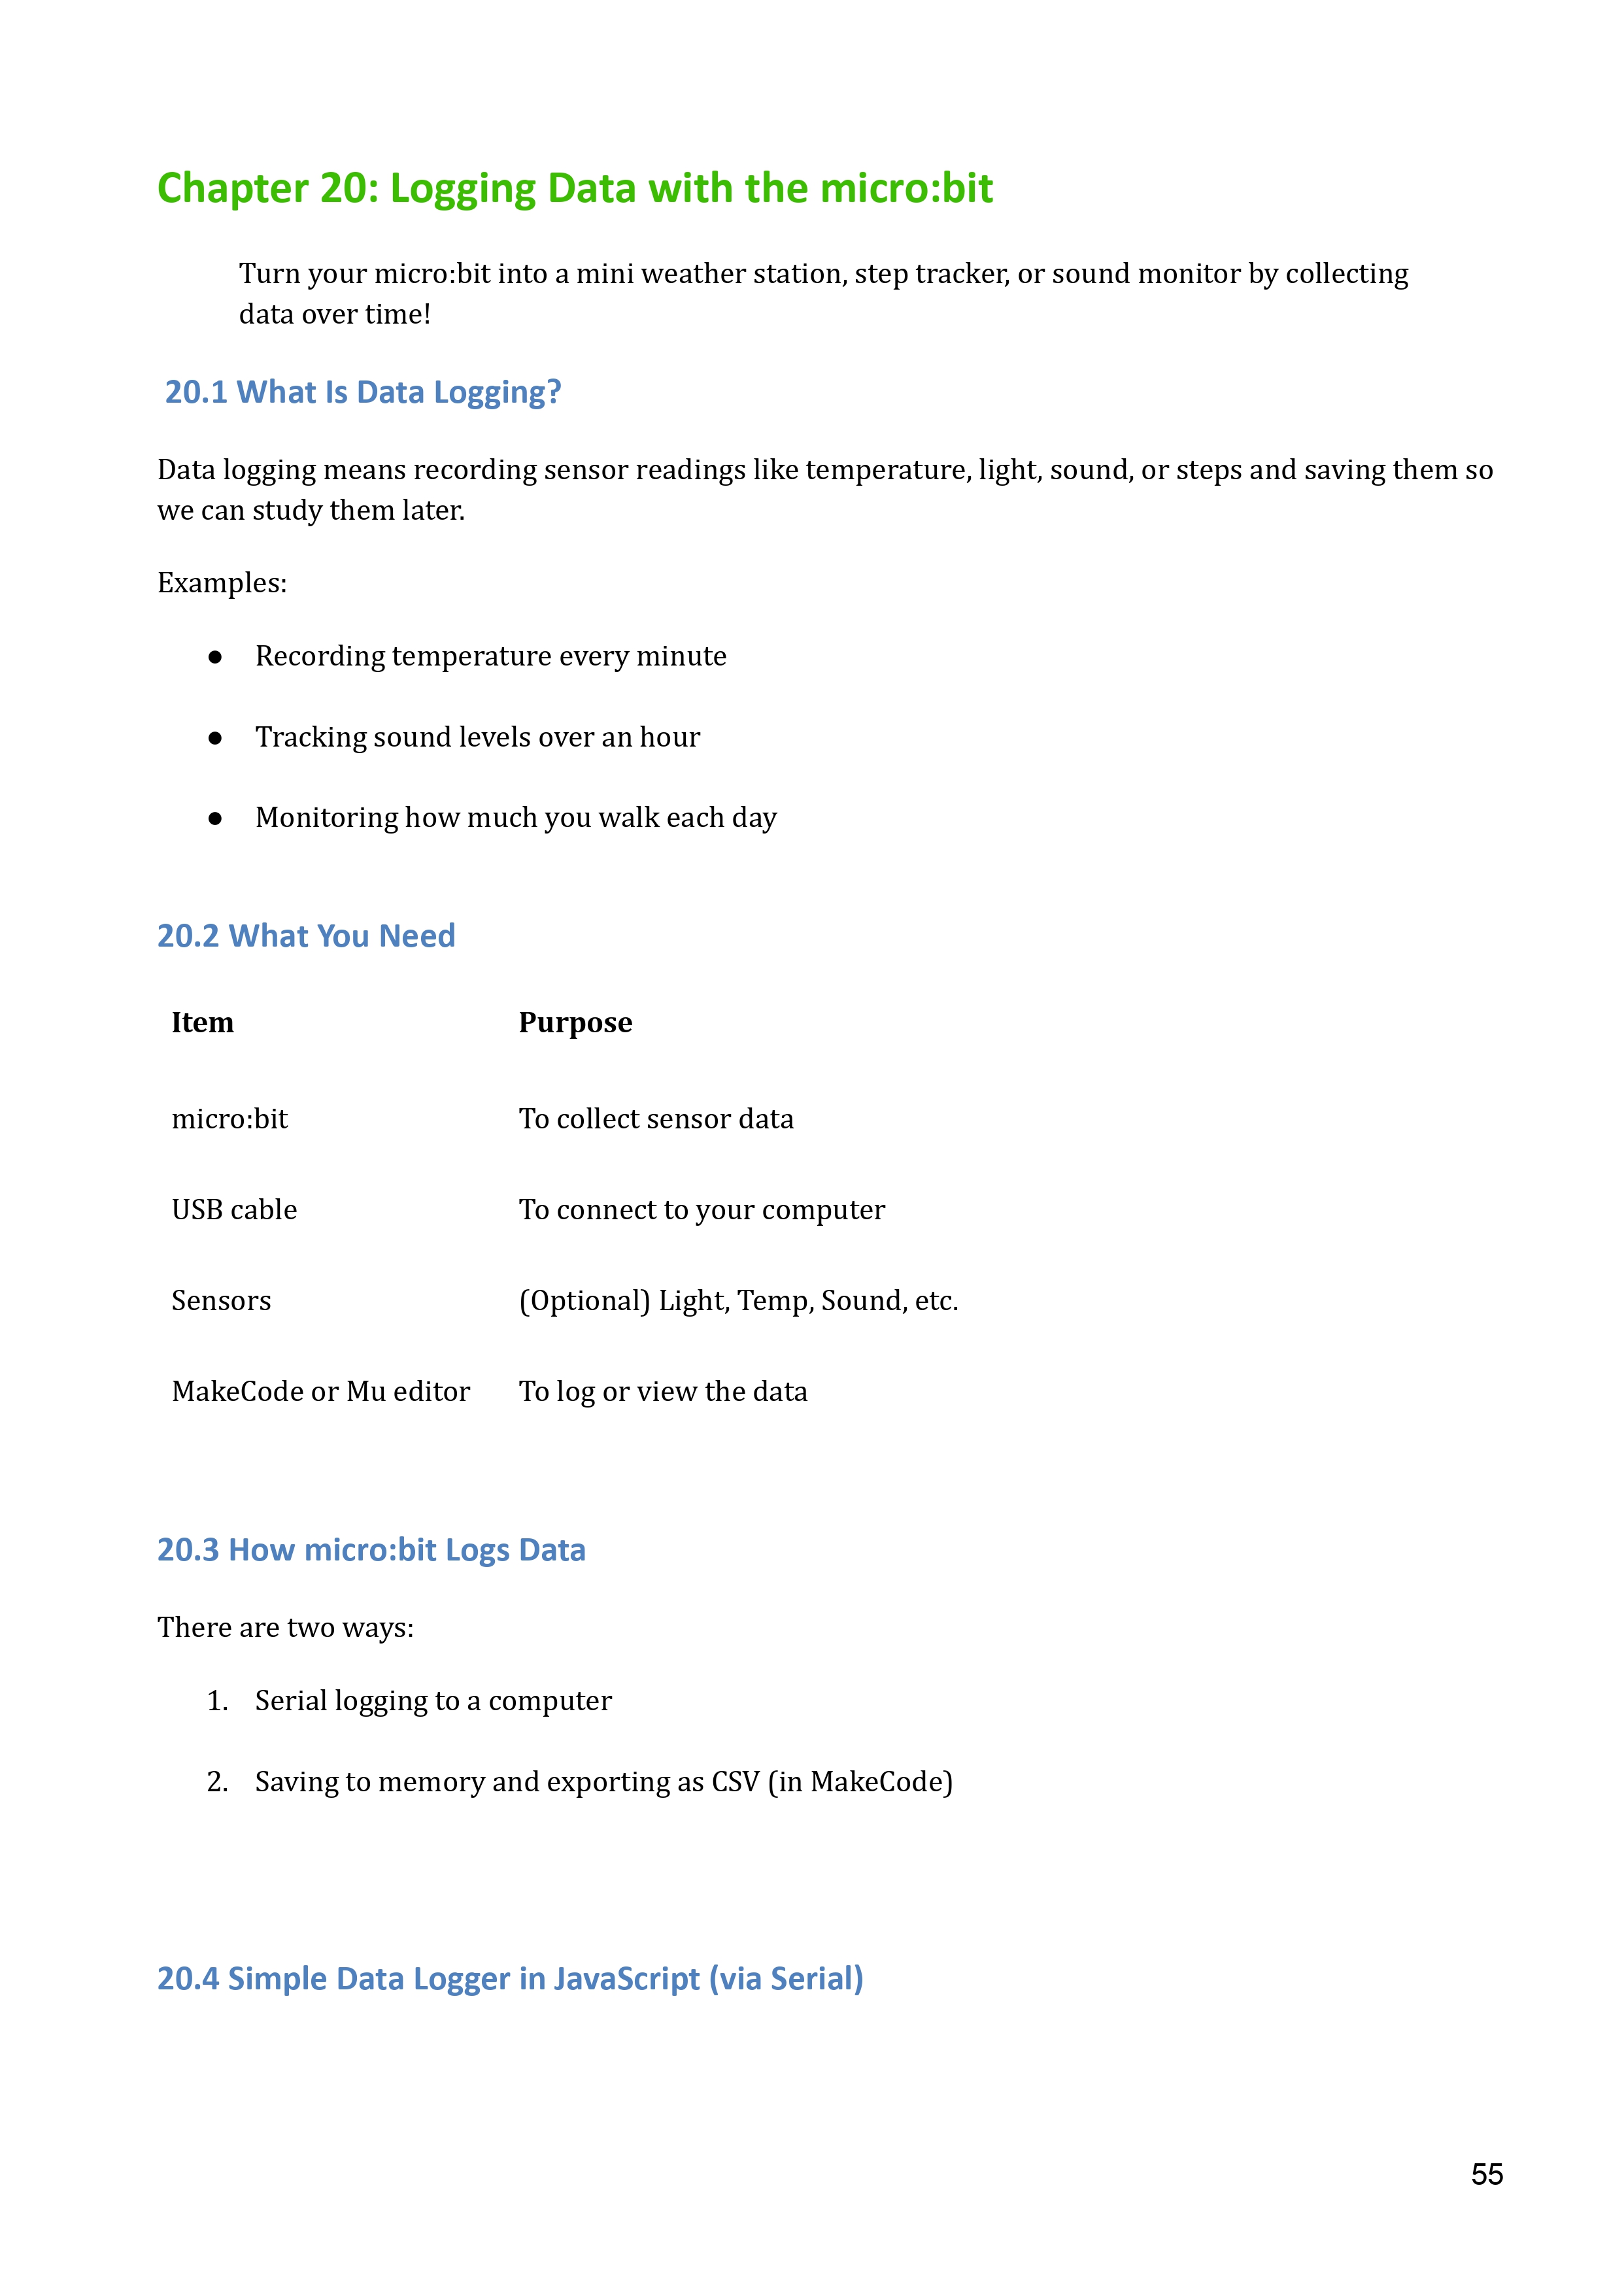 Chapter 20: Logging Data with the micro:bit
Turn your micro:bit into a mini weather station, step tracker, or sound monitor by collecting
data over time!
20.1 What Is Data Logging?
Data logging means recording sensor readings like temperature, light, sound, or steps and saving them so
we can study them later.
Examples:
● Recording temperature every minute
● Tracking sound levels over an hour
● Monitoring how much you walk each day
20.2 What You Need
Item Purpose
micro:bit To collect sensor data
USB cable To connect to your computer
Sensors (Optional) Light, Temp, Sound, etc.
MakeCode or Mu editor To log or view the data
20.3 How micro:bit Logs Data
There are two ways:
1. Serial logging to a computer
2. Saving to memory and exporting as CSV (in MakeCode)
20.4 Simple Data Logger in JavaScript (via Serial)
55